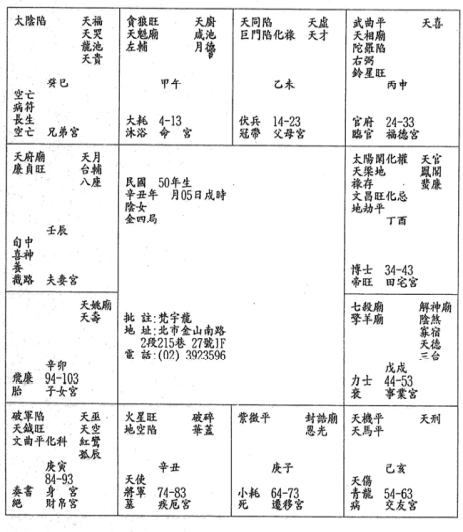 太陰陷 天福
天哭
龍池
天貴
癸巳
空亡
病符
長生
空亡 兄弟宮
貪狼旺 天廚
天魁廟 咸池
左輔 月德
甲午
大耗 4-13
沐浴 命 宮
天同陷 天虛
巨門陷化祿 天才
乙未
伏兵 14-23
冠帶 父母宮
武曲平 天喜
天相廟
陀羅陷
右弼
鈴星旺
丙申
官府 24-33
臨官 福德宮
天府廟 天月
廉貞旺 台輔
八座
壬辰
旬中
喜神
養
截路 夫妻宮
民國 50年生
辛丑年 月05日戌時
陰女
金四局
批 註:梵宇龍
地 址:北市金山南路
2段215巷 27號1F
電 話:(02) 3923596
太陽閑化權 天官
天梁地 鳳閣
祿存 蜚廉
文昌旺化忌
地劫平
丁酉
博士 34-43
帝旺 田宅宮
天姚廟
天壽
辛卯
飛廉 94-103
胎 子女宮
七殺廟 解神廟
擎羊廟 陰煞
寡宿
天德
三台
戊戌
力士 44-53
衰 事業宮
破軍陷 天巫
天鉞旺 天空
文曲平化科 紅鸞
孤辰
庚寅
84-93
奏書 身 宮
絕 財帛宮
火星旺 破碎
地空陷 華蓋
辛丑
天使
將軍 74-83
墓 疾厄宮
紫微平 封誥廟
恩光
庚子
小耗 64-73
死 遷移宮
天機平 天刑
天馬平
己亥
天傷
青龍 54-63
病 交友宮